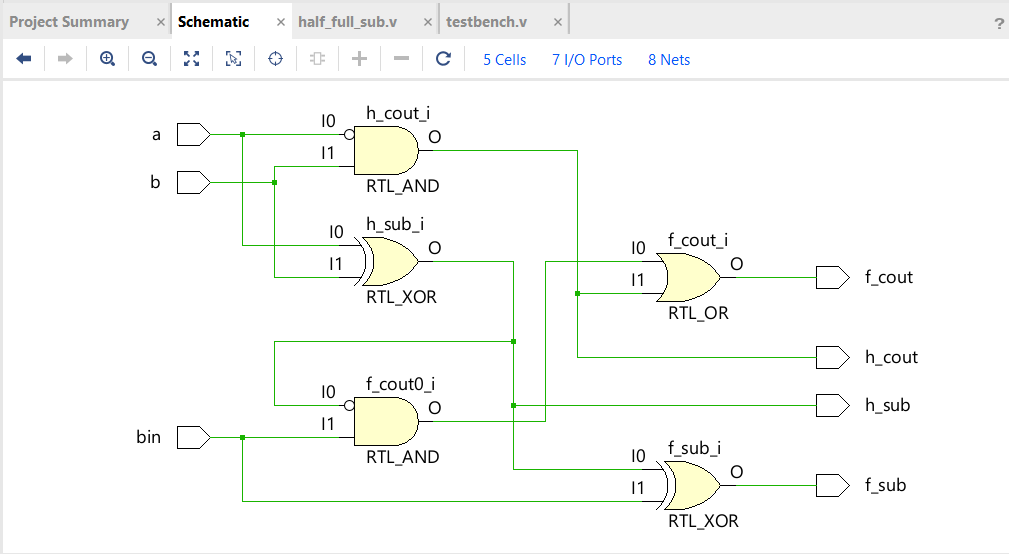 Project Summary × Schematic × half_full_sub.v × testbench.v × ?
5 Cells 7 I/O Ports 8 Nets
h_cout_i
a I0 O
I1
b RTL_AND
h_sub_i
I0 O
I1
RTL_XOR
f_cout_i
I0 O
I1 f_cout
RTL_OR
h_cout
f_cout0_i
I0 O
I1 h_sub
bin
RTL_AND
f_sub_i
I0 O
I1 f_sub
RTL_XOR